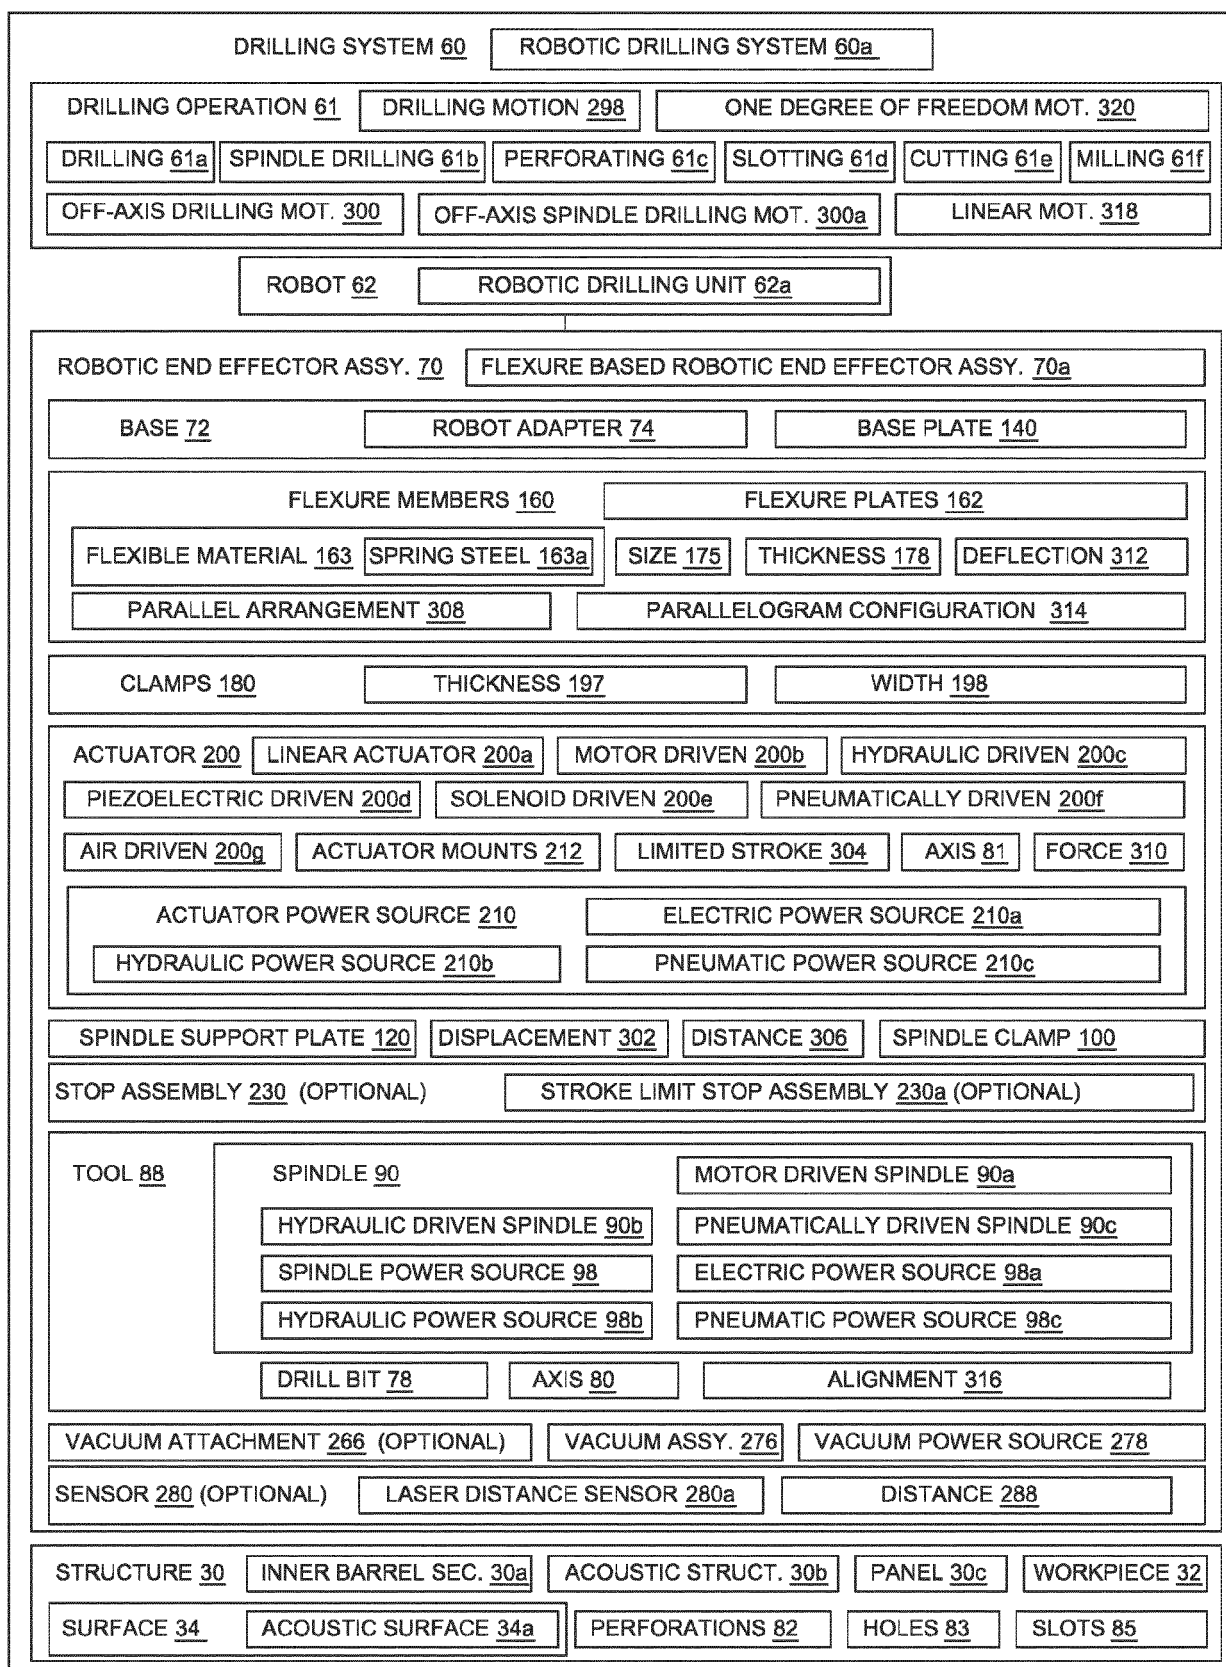 DRILLING SYSTEM 60 ROBOTIC DRILLING SYSTEM 60a
DRILLING OPERATION 61 DRILLING MOTION 298 ONE DEGREE OF FREEDOM MOT. 320
DRILLING 61a SPINDLE DRILLING 61b PERFORATING 61c SLOTTING 61d CUTTING 61e MILLING 61f
OFF-AXIS DRILLING MOT. 300 OFF-AXIS SPINDLE DRILLING MOT. 300a LINEAR MOT. 318
ROBOT 62 ROBOTIC DRILLING UNIT 62a
ROBOTIC END EFFECTOR ASSY. 70 FLEXURE BASED ROBOTIC END EFFECTOR ASSY. 70a
BASE 72 ROBOT ADAPTER 74 BASE PLATE 140
FLEXURE MEMBERS 160 FLEXURE PLATES 162
FLEXIBLE MATERIAL 163 SPRING STEEL 163a SIZE 175 THICKNESS 178 DEFLECTION 312
PARALLEL ARRANGEMENT 308 PARALLELOGRAM CONFIGURATION 314
CLAMPS 180 THICKNESS 197 WIDTH 198
ACTUATOR 200 LINEAR ACTUATOR 200a MOTOR DRIVEN 200b HYDRAULIC DRIVEN 200c
PIEZOELECTRIC DRIVEN 200d SOLENOID DRIVEN 200e PNEUMATICALLY DRIVEN 200f
AIR DRIVEN 200g ACTUATOR MOUNTS 212 LIMITED STROKE 304 AXIS 81 FORCE 310
ACTUATOR POWER SOURCE 210 ELECTRIC POWER SOURCE 210a
HYDRAULIC POWER SOURCE 210b PNEUMATIC POWER SOURCE 210c
SPINDLE SUPPORT PLATE 120 DISPLACEMENT 302 DISTANCE 306 SPINDLE CLAMP 100
STOP ASSEMBLY 230 (OPTIONAL) STROKE LIMIT STOP ASSEMBLY 230a (OPTIONAL)
TOOL 88 SPINDLE 90 MOTOR DRIVEN SPINDLE 90a
HYDRAULIC DRIVEN SPINDLE 90b PNEUMATICALLY DRIVEN SPINDLE 90c
SPINDLE POWER SOURCE 98 ELECTRIC POWER SOURCE 98a
HYDRAULIC POWER SOURCE 98b PNEUMATIC POWER SOURCE 98c
DRILL BIT 78 AXIS 80 ALIGNMENT 316
VACUUM ATTACHMENT 266 (OPTIONAL) VACUUM ASSY. 276 VACUUM POWER SOURCE 278
SENSOR 280 (OPTIONAL) LASER DISTANCE SENSOR 280a DISTANCE 288
STRUCTURE 30 INNER BARREL SEC. 30a ACOUSTIC STRUCT. 30b PANEL 30c WORKPIECE 32
SURFACE 34 ACOUSTIC SURFACE 34a PERFORATIONS 82 HOLES 83 SLOTS 85